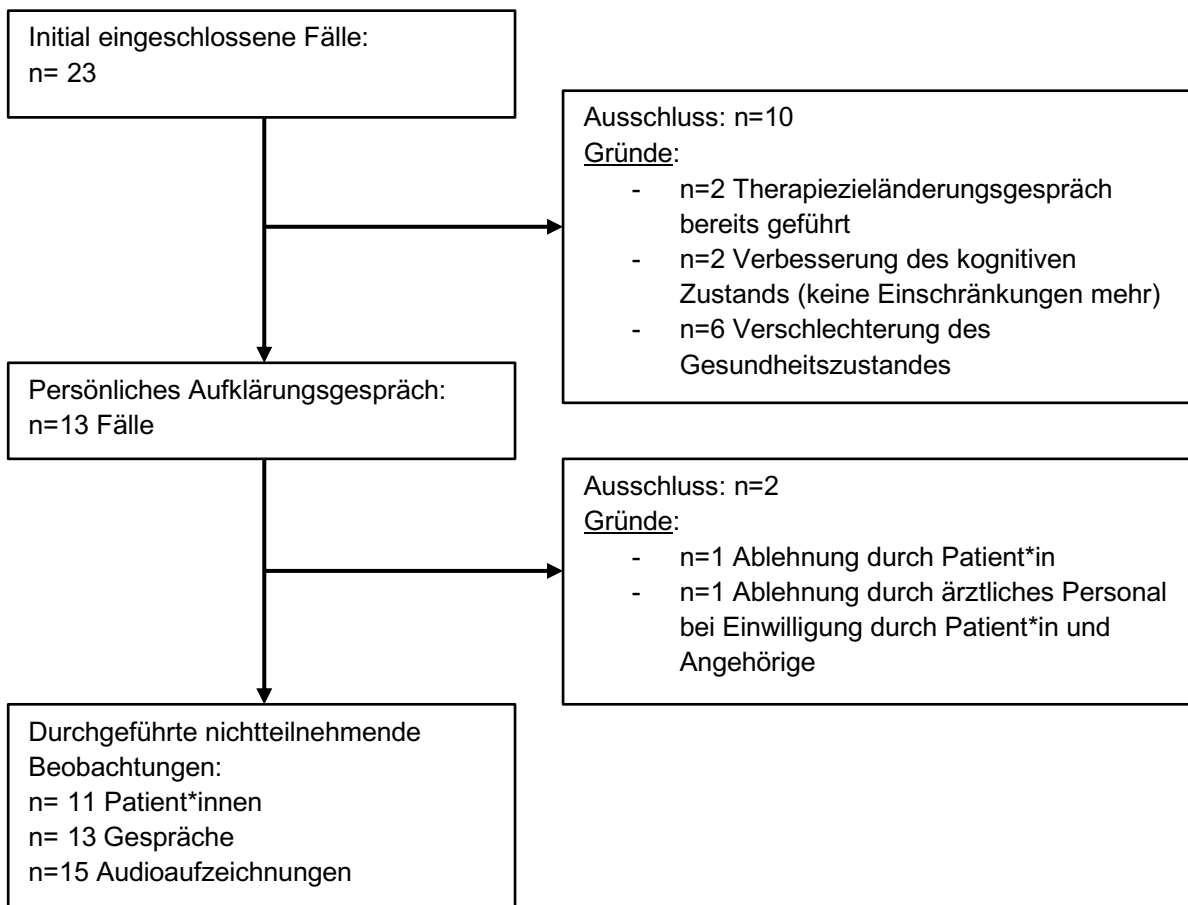 Initial eingeschlossene Fälle:
n= 23
Ausschluss: n=10
Gründe:
- n=2 Therapiezieländerungsgespräch
bereits geführt
- n=2 Verbesserung des kognitiven
Zustands (keine Einschränkungen mehr)
- n=6 Verschlechterung des
Gesundheitszustandes
Persönliches Aufklärungsgespräch:
n=13 Fälle
Ausschluss: n=2
Gründe:
- n=1 Ablehnung durch Patient*in
- n=1 Ablehnung durch ärztliches Personal
bei Einwilligung durch Patient*in und
Angehörige
Durchgeführte nichtteilnehmende
Beobachtungen:
n= 11 Patient*innen
n= 13 Gespräche
n=15 Audioaufzeichnungen